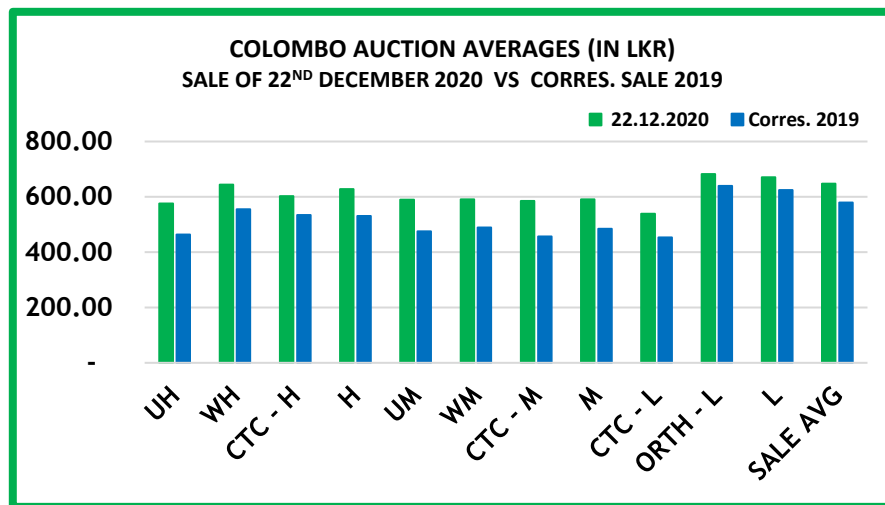 COLOMBO AUCTION AVERAGES (IN LKR)
SALE OF 22ND DECEMBER 2020 VS CORRES. SALE 2019
22.12.2020 Corres. 2019
800.00
600.00
400.00
200.00
-
UH WH CTC - H H UM WM CTC - M M CTC - L ORTH - L L SALE AVG